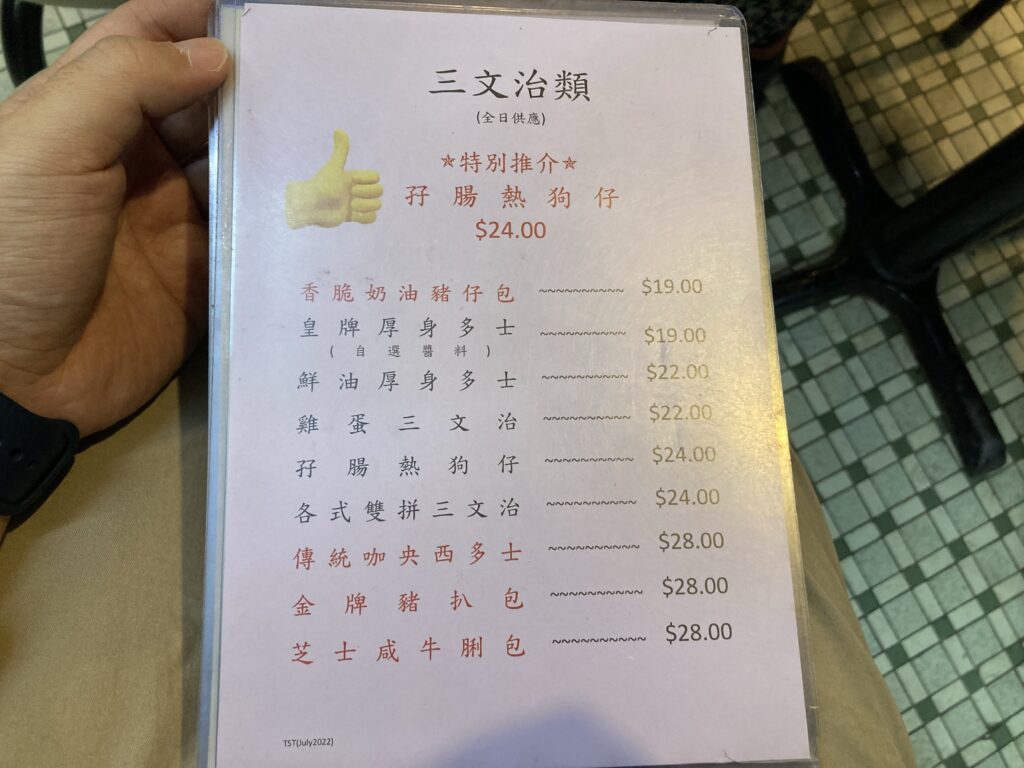 三文治類
(全日供應)
★特別推介★
孖腸熱狗仔
$24.00
香脆奶油豬仔包 ~~~~~~~~~~ $19.00
皇牌厚身多士 ~~~~~~~~~~ $19.00
(自選醬料)
鮮油厚身多士 ~~~~~~~~~~ $22.00
雞蛋三文治 ~~~~~~~~~~ $22.00
孖腸熱狗仔 ~~~~~~~~~~ $24.00
各式雙拼三文治 ~~~~~~~~~~ $24.00
傳統咖央西多士 ~~~~~~~~~~ $28.00
金牌豬扒包 ~~~~~~~~~~ $28.00
芝士咸牛脷包 ~~~~~~~~~~ $28.00
TST(July2022)